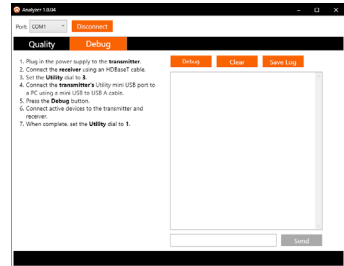 Analyzer 1.0.04
Port: COM1 Disconnect
Quality Debug
1. Plug in the power supply to the transmitter.
2. Connect the receiver using an HDBaseT cable.
3. Set the Utility dial to 3.
4. Connect the transmitter's Utility mini USB port to
a PC using a mini USB to USB A cable.
5. Press the Debug button.
6. Connect active devices to the transmitter and
receiver.
7. When complete, set the Utility dial to 1.
Debug Clear Save Log
Send